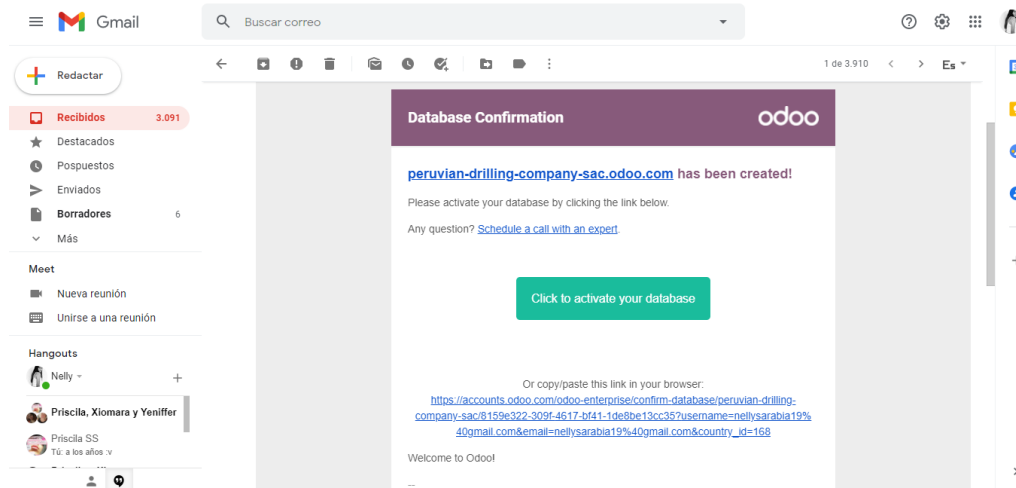 Gmail
Buscar correo
Redactar
1 de 3.910
Es
Recibidos 3.091
Destacados
Pospuestos
Enviados
Borradores 6
Más
Meet
Nueva reunión
Unirse a una reunión
Hangouts
Nelly
Priscila, Xiomara y Yeniffer
Priscila SS
Tú: a los años :v
Database Confirmation
odoo
peruvian-drilling-company-sac.odoo.com has been created!
Please activate your database by clicking the link below.
Any question? Schedule a call with an expert.
Click to activate your database
Or copy/paste this link in your browser:
https://accounts.odoo.com/odoo-enterprise/confirm-database/peruvian-drilling-
company-sac/8159e322-309f-4617-bf41-1de8be13cc35?username=nellysarabia19%
40gmail.com&email=nellysarabia19%40gmail.com&country_id=168
Welcome to Odoo!
--